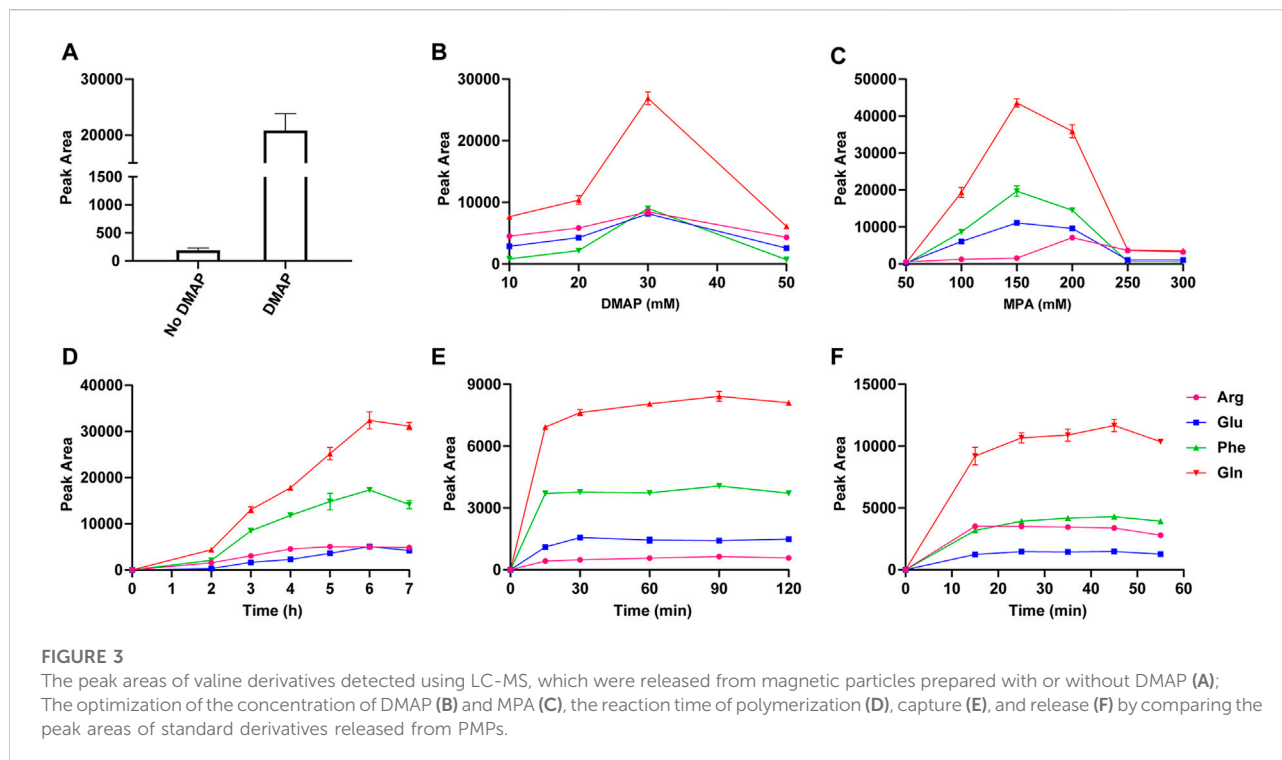 A
Peak Area
30000
20000
10000
1500
1000
500
0
No DMAP
DMAP
B
Peak Area
30000
20000
10000
0
10
20
30
40
50
DMAP (mM)
C
Peak Area
50000
40000
30000
20000
10000
0
50
100
150
200
250
300
MPA (mM)
D
Peak Area
40000
30000
20000
10000
0
0
1
2
3
4
5
6
7
Time (h)
E
Peak Area
9000
6000
3000
0
0
30
60
90
120
Time (min)
F
Peak Area
15000
10000
5000
0
0
10
20
30
40
50
60
Time (min)
Arg
Glu
Phe
Gln
FIGURE 3
The peak areas of valine derivatives detected using LC-MS, which were released from magnetic particles prepared with or without DMAP (A);
The optimization of the concentration of DMAP (B) and MPA (C), the reaction time of polymerization (D), capture (E), and release (F) by comparing the
peak areas of standard derivatives released from PMPs.